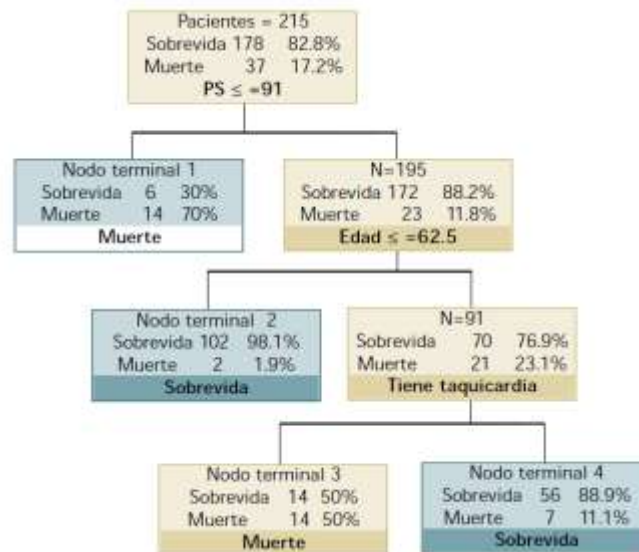 Pacientes = 215
Sobrevida 178 82.8%
Muerte 37 17.2%
PS ≤ =91
Nodo terminal 1
Sobrevida 6 30%
Muerte 14 70%
Muerte
N=195
Sobrevida 172 88.2%
Muerte 23 11.8%
Edad ≤ =62.5
Nodo terminal 2
Sobrevida 102 98.1%
Muerte 2 1.9%
Sobrevida
N=91
Sobrevida 70 76.9%
Muerte 21 23.1%
Tiene taquicardia
Nodo terminal 3
Sobrevida 14 50%
Muerte 14 50%
Muerte
Nodo terminal 4
Sobrevida 56 88.9%
Muerte 7 11.1%
Sobrevida